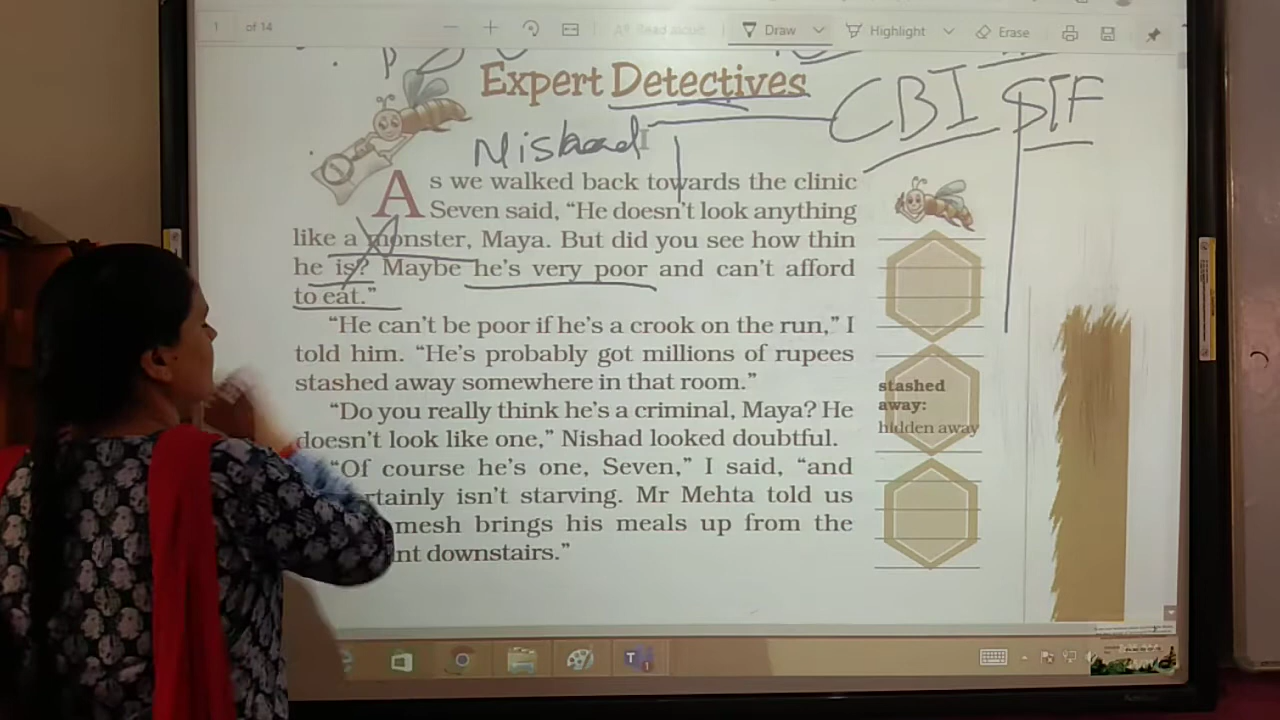 1 of 14 Draw Highlight Erase
Expert Detectives
CBI STF
Nishad
As we walked back towards the clinic
Seven said, “He doesn’t look anything
like a monster, Maya. But did you see how thin
he is? Maybe he’s very poor and can’t afford
to eat.”
“He can’t be poor if he’s a crook on the run,” I
told him. “He’s probably got millions of rupees
stashed away somewhere in that room.”
“Do you really think he’s a criminal, Maya? He
doesn’t look like one,” Nishad looked doubtful.
“Of course he’s one, Seven,” I said, “and
rtainly isn’t starving. Mr Mehta told us
mesh brings his meals up from the
nt downstairs.”
stashed
away:
hidden away